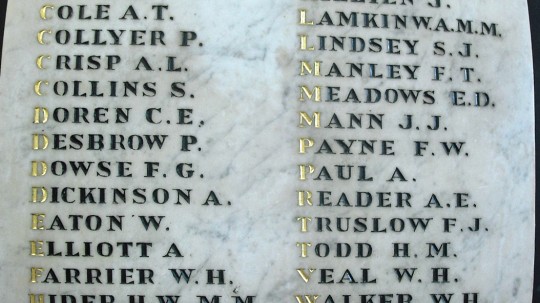 COLE A.T.
COLLYER P.
CRISP A.L.
COLLINS S.
DOREN C.E.
DESBROW P.
DOWSE F.G.
DICKINSON A.
EATON W.
ELLIOTT A
FARRIER W.H.
H.W. M.M.
J.
LAMKIN W.A.M.M.
LINDSEY S.J.
MANLEY F.T.
MEADOWS E.D.
MANN J.J.
PAYNE F.W.
PAUL A.
READER A.E.
TRUSLOW F.J.
TODD H.M.
VEAL W.H.
WALKER W.H.